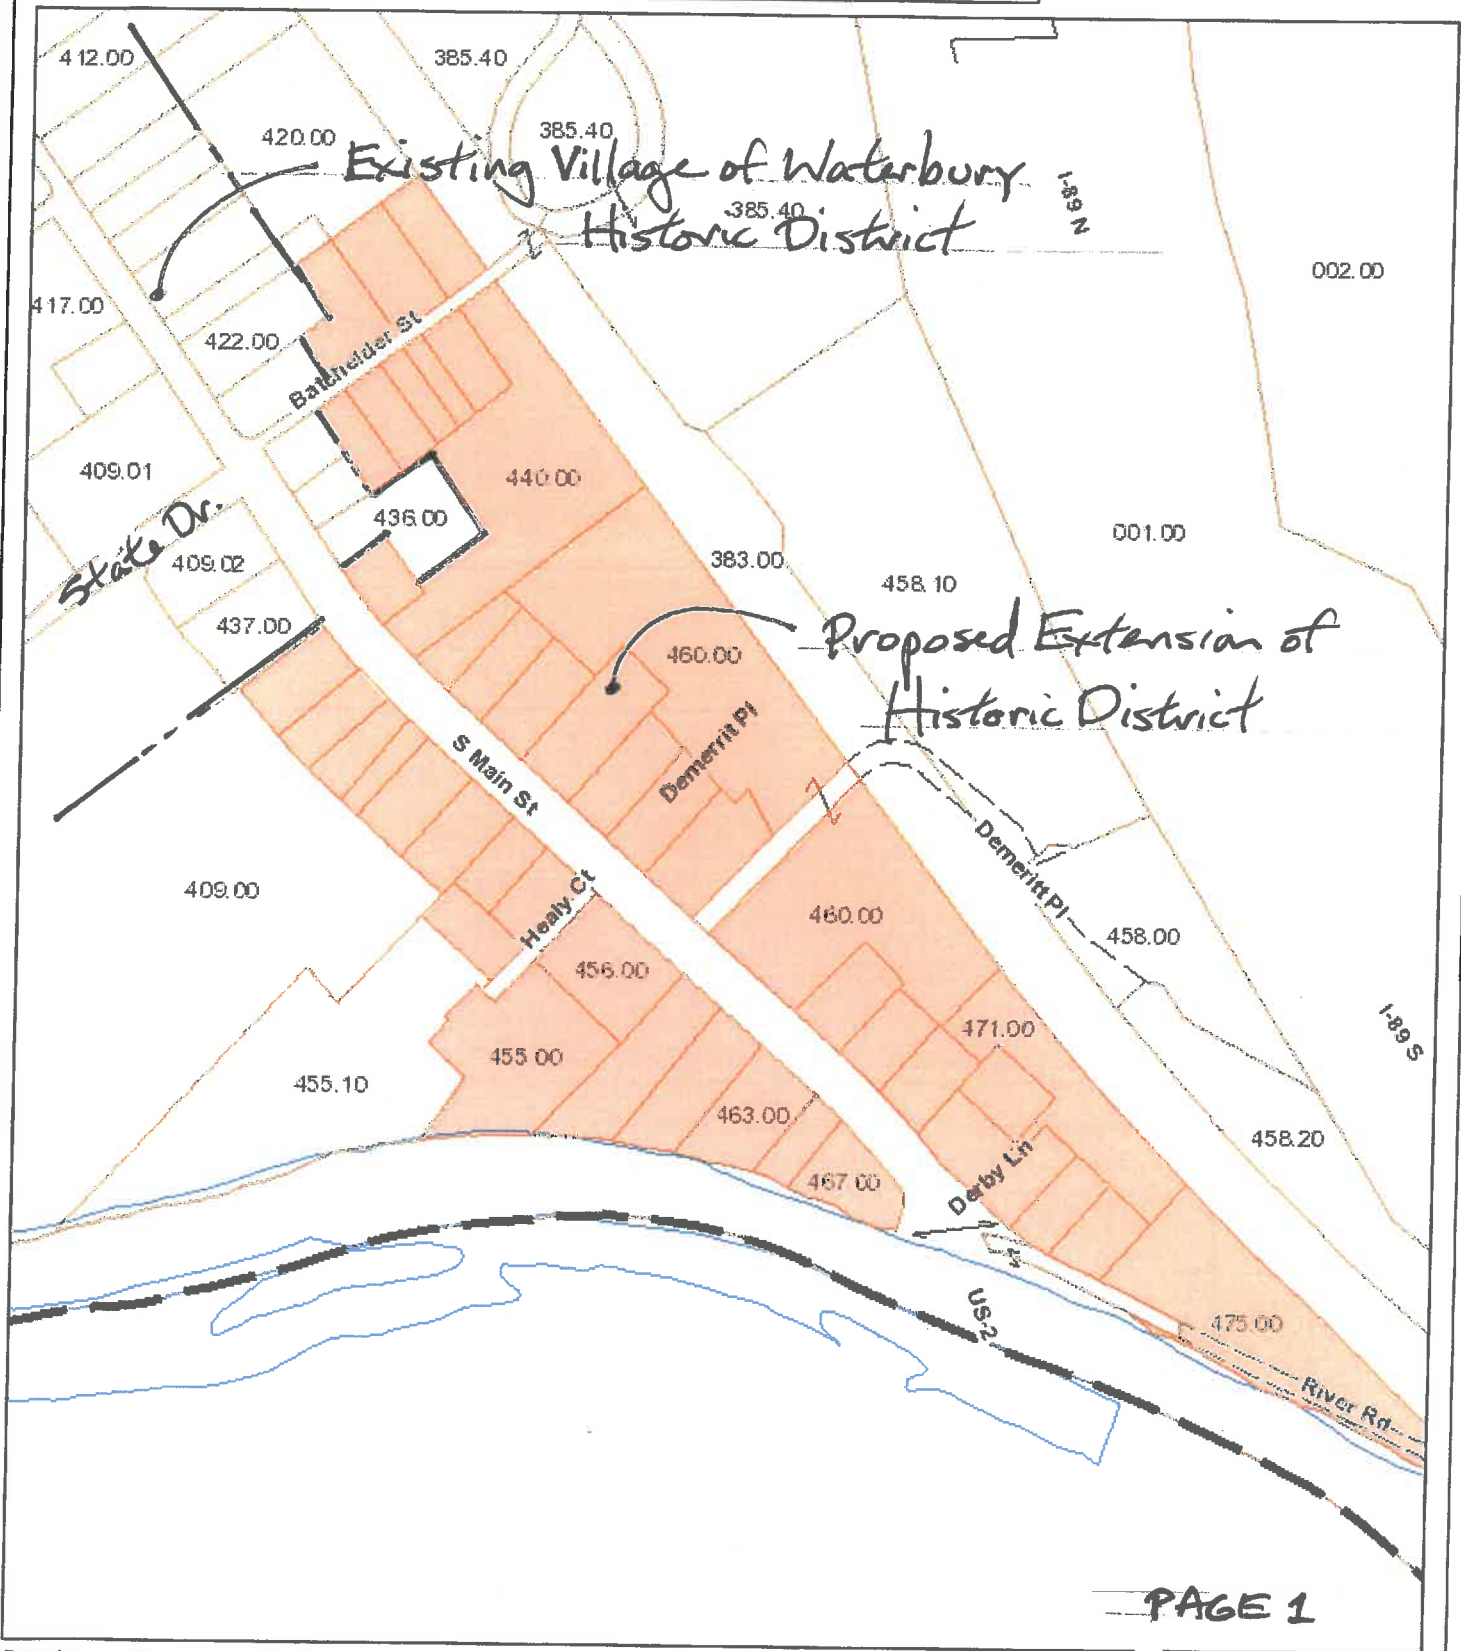 412.00
385.40
420.00
385.40
Existing Village of Waterbury
Historic District
385.40
I-89 N
002.00
417.00
422.00
Batchelder St
409.01
440.00
436.00
State Dr.
409.02
383.00
001.00
458.10
437.00
Proposed Extension of
Historic District
460.00
Demerrit Pl
S Main St
Demeritt Pl
409.00
Healy Ct
460.00
458.00
456.00
471.00
I-89 S
455.00
455.10
463.00
458.20
467.00
Derby Ln
US-2
475.00
River Rd
PAGE 1